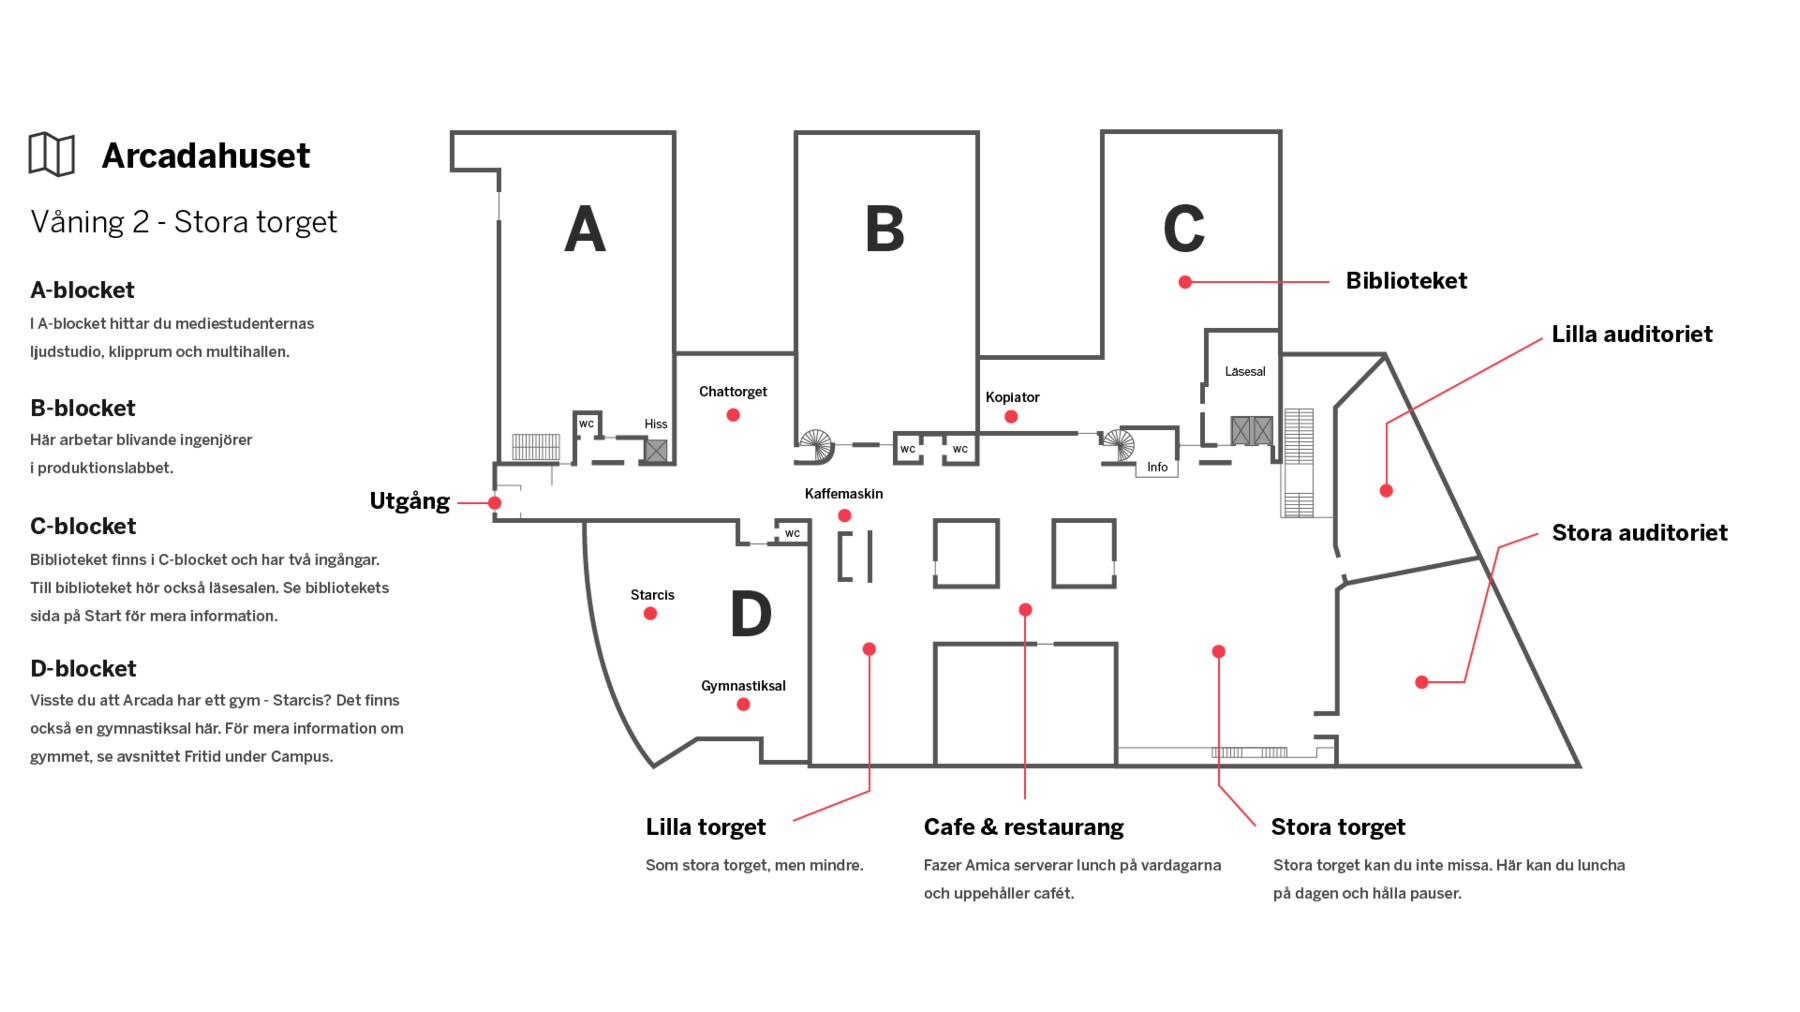 Arcadahuset
Våning 2 - Stora torget
A-blocket
I A-blocket hittar du mediestudenternas
ljudstudio, klipprum och multihallen.
B-blocket
Här arbetar blivande ingenjörer
i produktionslabbet.
C-blocket
Biblioteket finns i C-blocket och har två ingångar.
Till biblioteket hör också läsesalen. Se bibliotekets
sida på Start för mera information.
D-blocket
Visste du att Arcada har ett gym - Starcis? Det finns
också en gymnastiksal här. För mera information om
gymmet, se avsnittet Fritid under Campus.
A
B
C
Biblioteket
Lilla auditoriet
Läsesal
Chattorget
Kopiator
WC
Hiss
WC
WC
Info
Utgång
Kaffemaskin
WC
Stora auditoriet
Starcis
D
Gymnastiksal
Lilla torget
Som stora torget, men mindre.
Cafe & restaurang
Fazer Amica serverar lunch på vardagarna
och uppehåller cafét.
Stora torget
Stora torget kan du inte missa. Här kan du luncha
på dagen och hålla pauser.